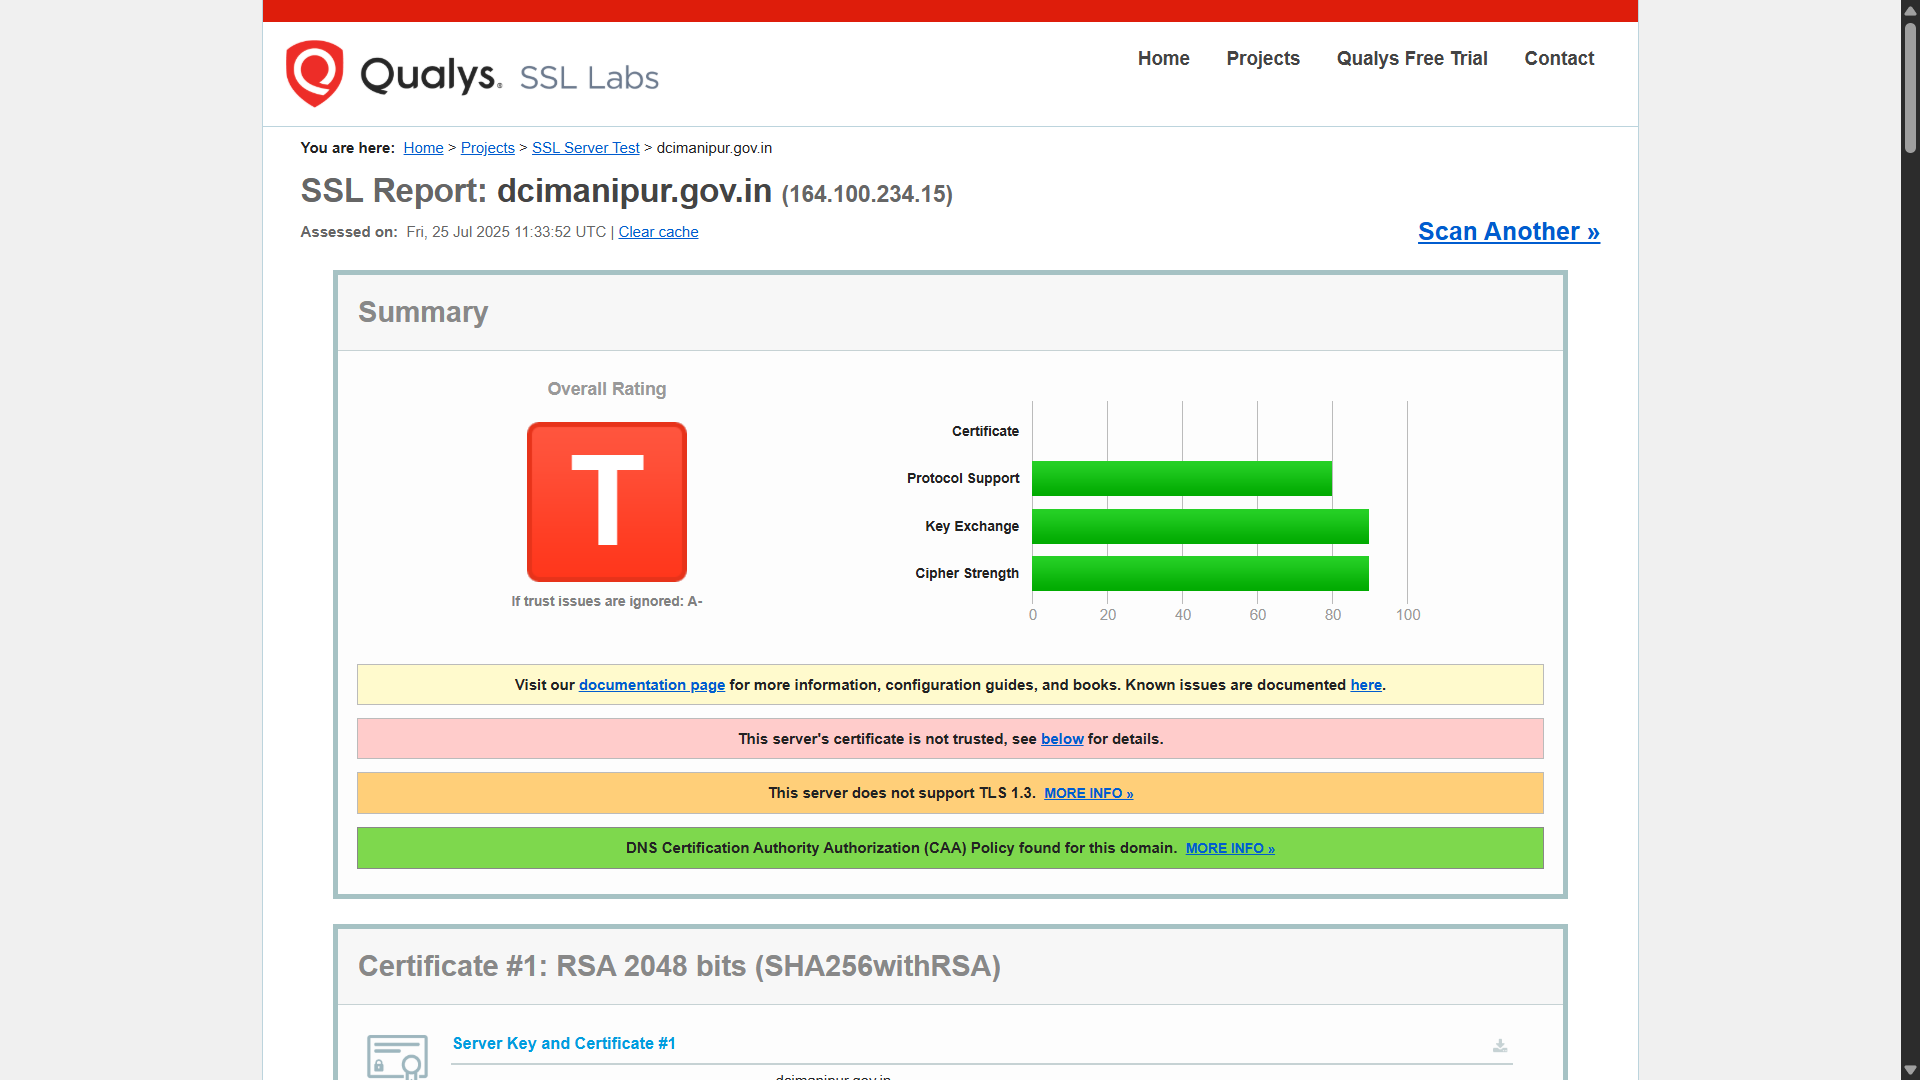 Qualys. SSL Labs
Home Projects Qualys Free Trial Contact
You are here: Home > Projects > SSL Server Test > dcimanipur.gov.in
SSL Report: dcimanipur.gov.in (164.100.234.15)
Assessed on: Fri, 25 Jul 2025 11:33:52 UTC | Clear cache
Scan Another »
Summary
Overall Rating
T
If trust issues are ignored: A-
Certificate
Protocol Support
Key Exchange
Cipher Strength
0 20 40 60 80 100
Visit our documentation page for more information, configuration guides, and books. Known issues are documented here.
This server's certificate is not trusted, see below for details.
This server does not support TLS 1.3. MORE INFO »
DNS Certification Authority Authorization (CAA) Policy found for this domain. MORE INFO »
Certificate #1: RSA 2048 bits (SHA256withRSA)
Server Key and Certificate #1
dcimanipur.gov.in